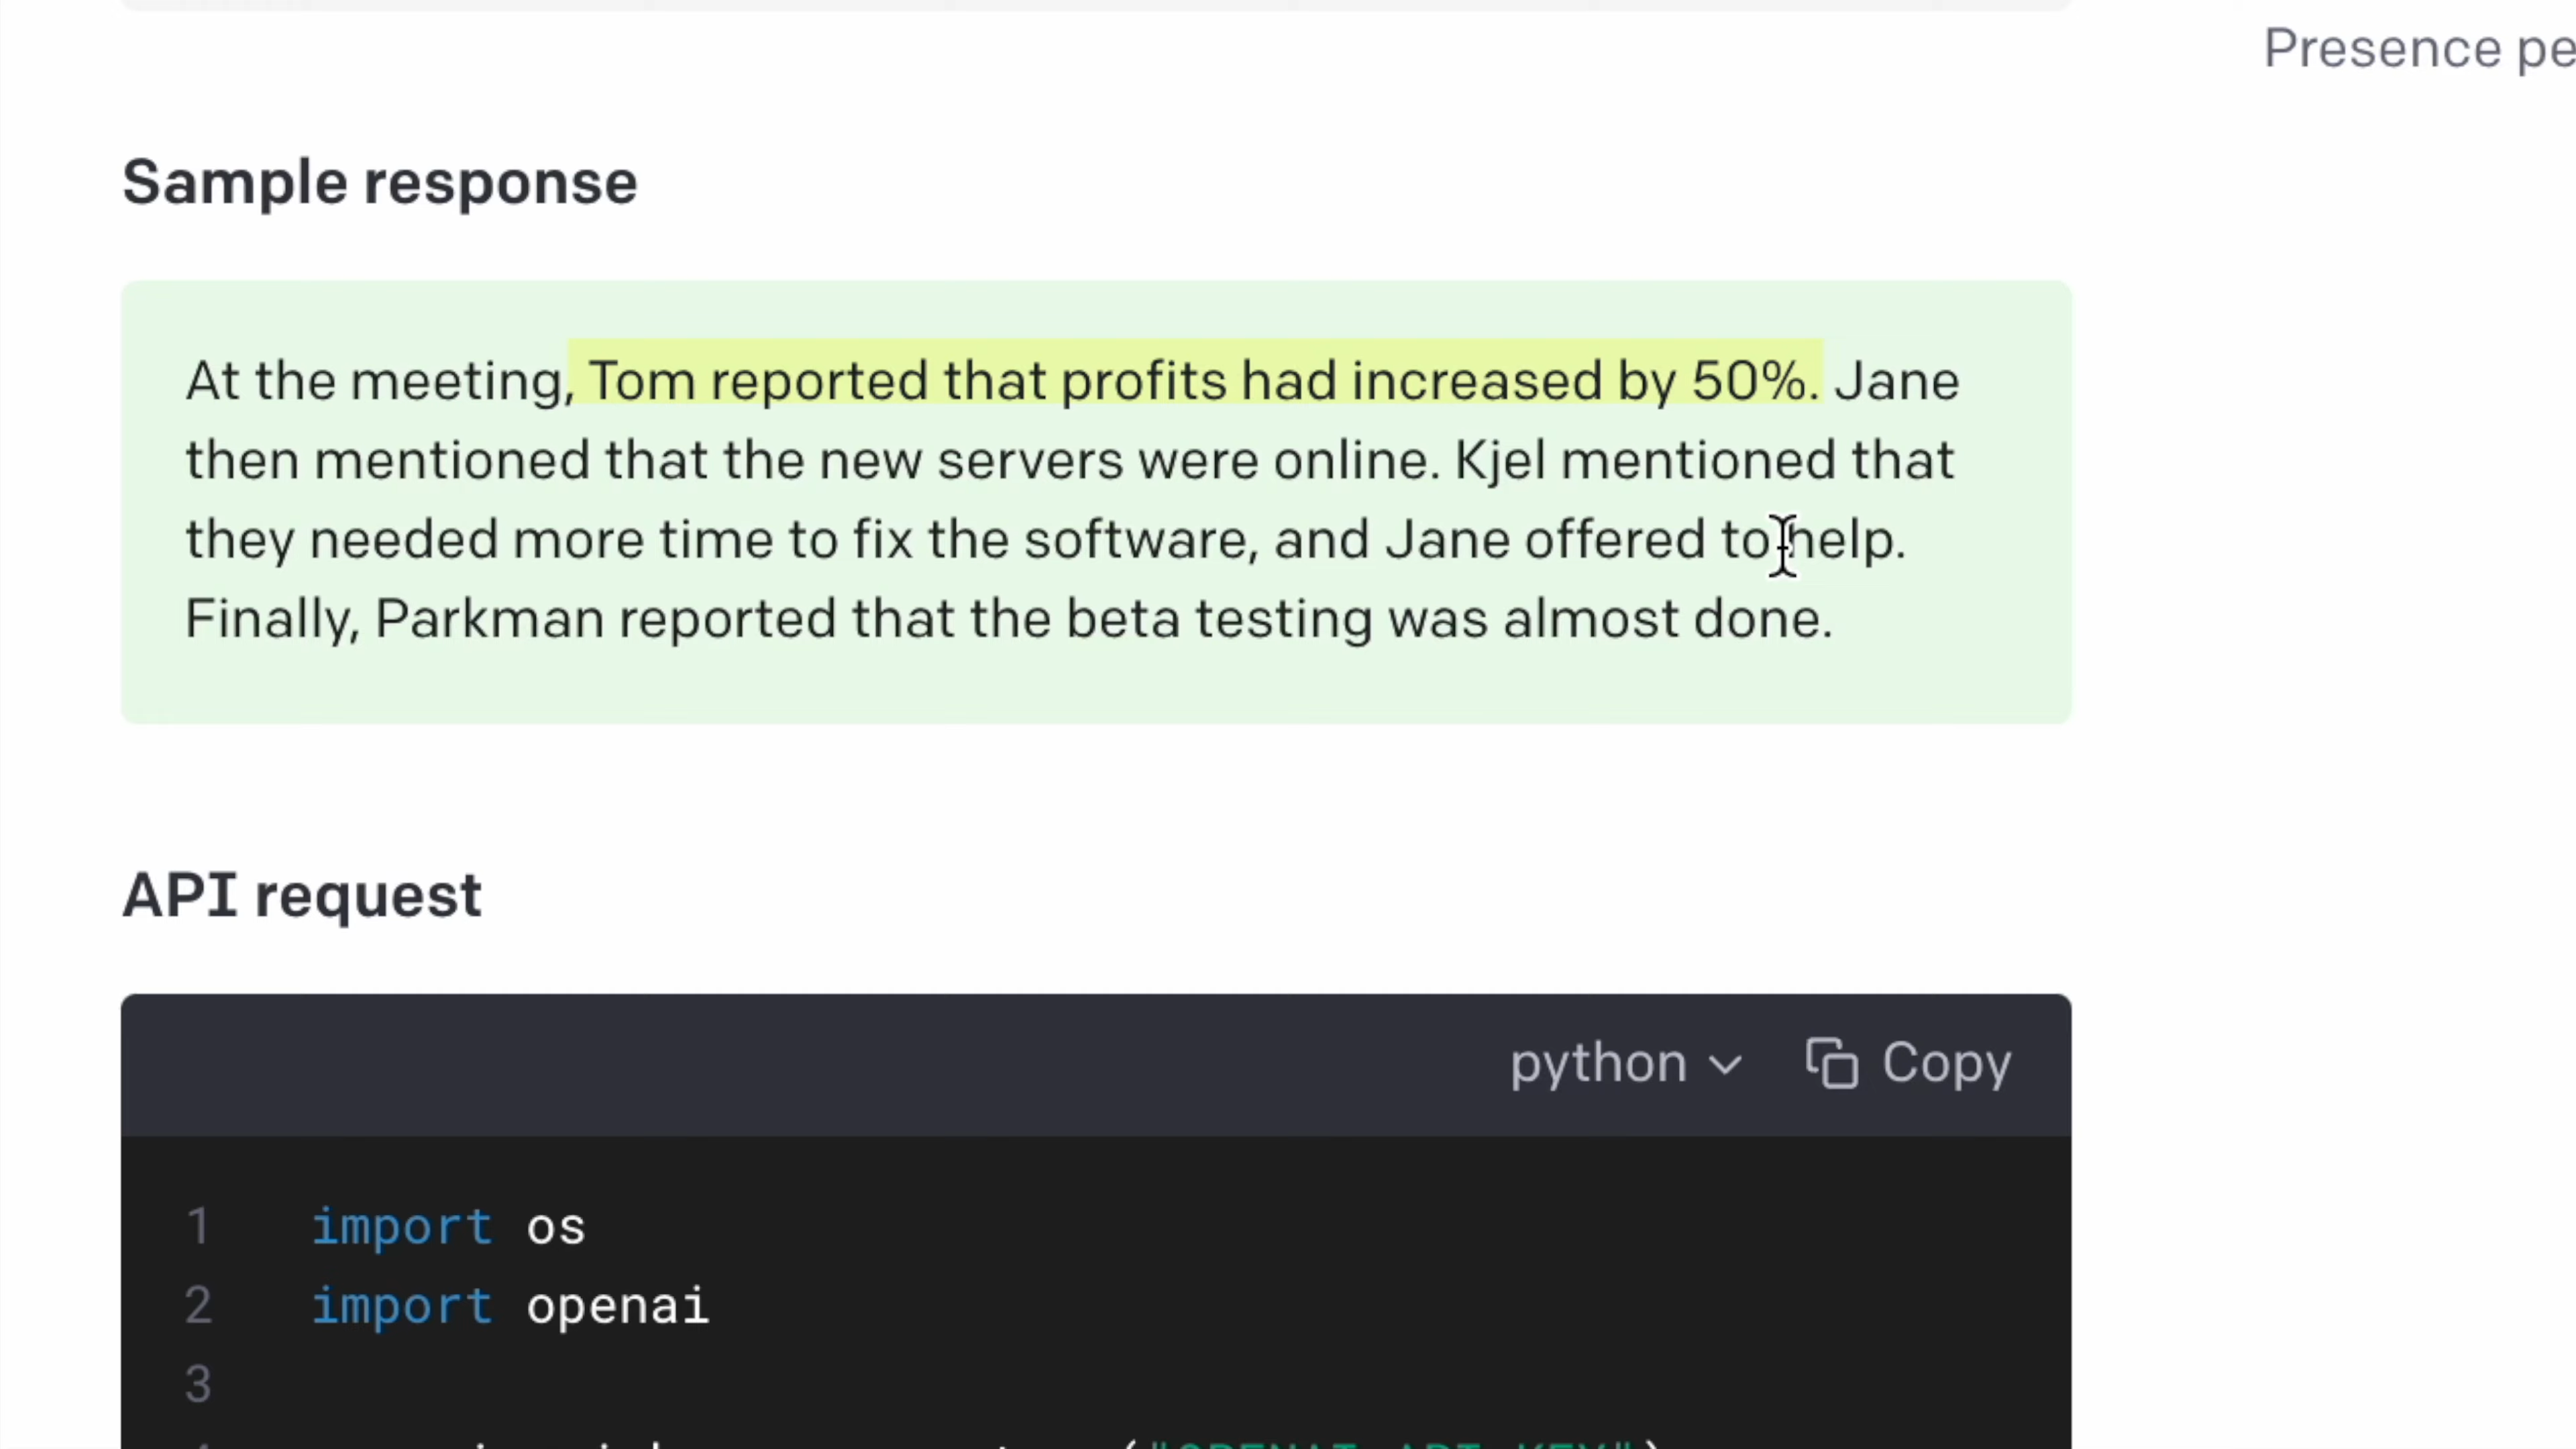 Presence pe
Sample response
At the meeting, Tom reported that profits had increased by 50%. Jane
then mentioned that the new servers were online. Kjel mentioned that
they needed more time to fix the software, and Jane offered to help.
Finally, Parkman reported that the beta testing was almost done.
API request
python
Copy
1 import os
2 import openai
3
("OPENAI_API_KEY")